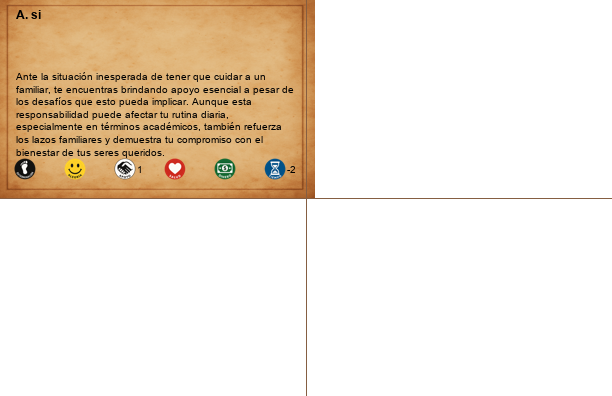 A. si
Ante la situación inesperada de tener que cuidar a un
familiar, te encuentras brindando apoyo esencial a pesar de
los desafíos que esto pueda implicar. Aunque esta
responsabilidad puede afectar tu rutina diaria,
especialmente en términos académicos, también refuerza
los lazos familiares y demuestra tu compromiso con el
bienestar de tus seres queridos.
1 -2